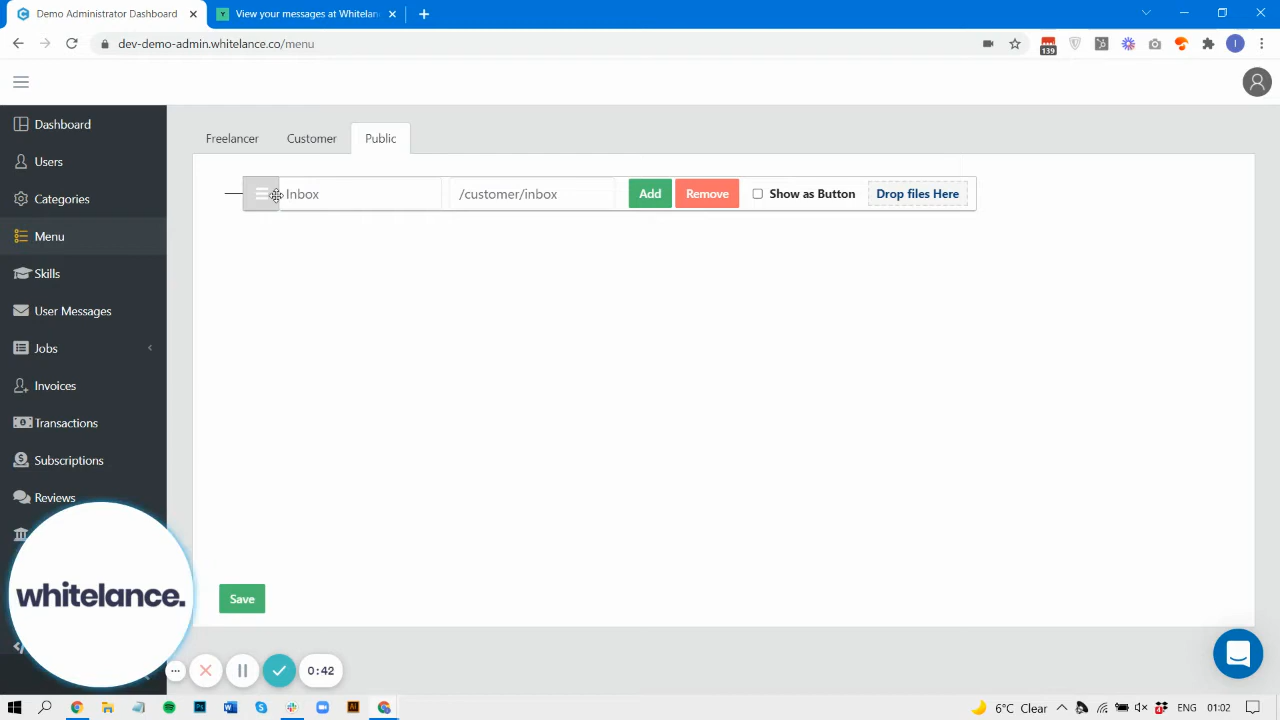 Demo Administrator Dashboard
View your messages at Whitelan
dev-demo-admin.whitelance.co/menu
139
I
Dashboard
Users
Categories
Menu
Skills
User Messages
Jobs
Invoices
Transactions
Subscriptions
Reviews
Freelancer
Customer
Public
Inbox
/customer/inbox
Add
Remove
Show as Button
Drop files Here
Save
whitelance.
0:42
6°C Clear
ENG
01:02